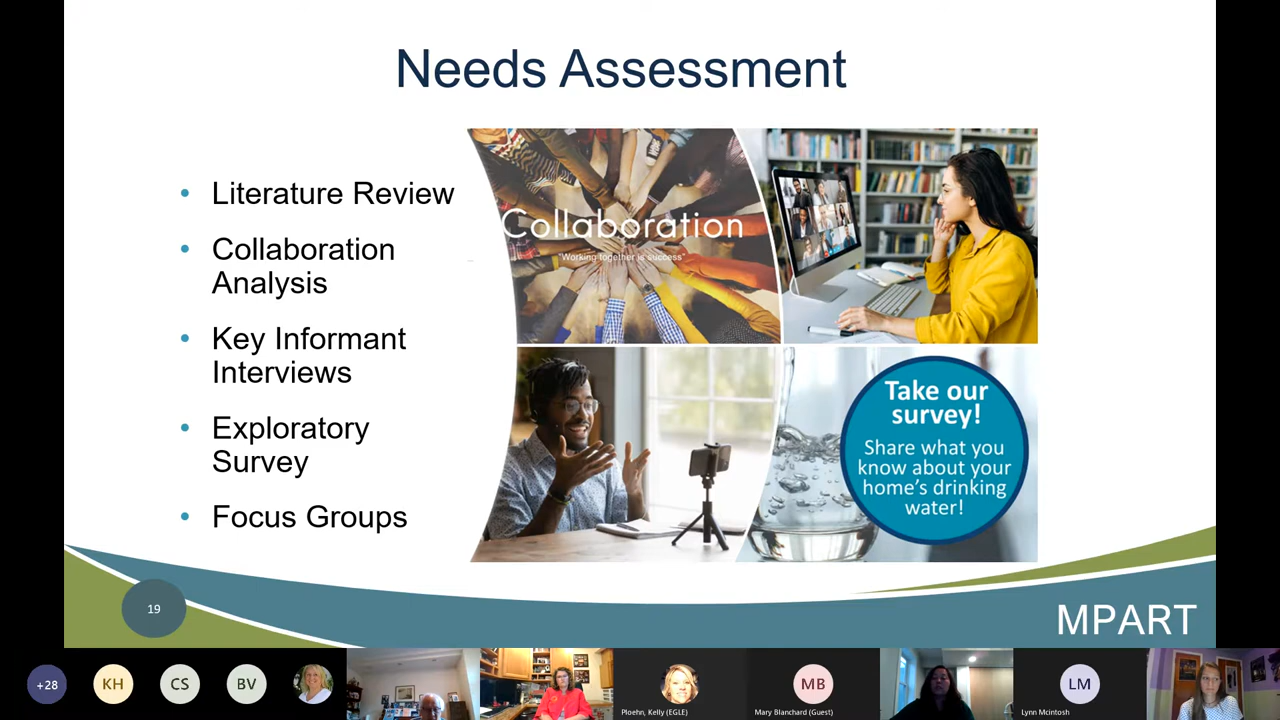 Needs Assessment
• Literature Review
• Collaboration
Analysis
• Key Informant
Interviews
• Exploratory
Survey
• Focus Groups
Collaboration
"Working together is success"
Take our
survey!
Share what you
know about your
home's drinking
water!
19
MPART
+28
KH
CS
BV
Ploehn, Kelly (EGLE)
MB
Mary Blanchard (Guest)
LM
Lynn Mcintosh